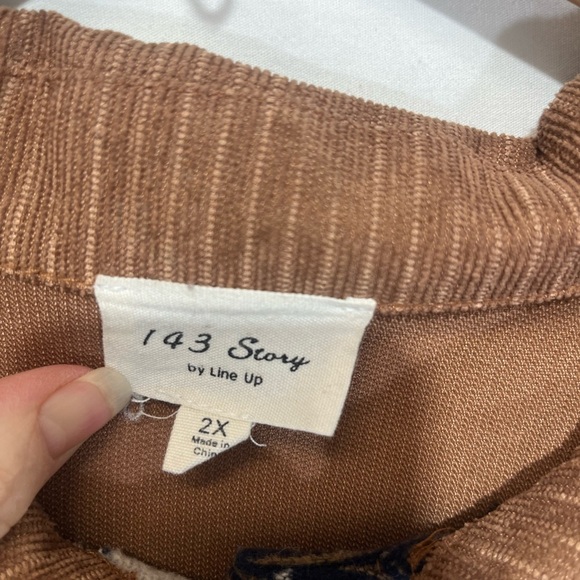 143 Story
by Line Up
2X
Made in
China